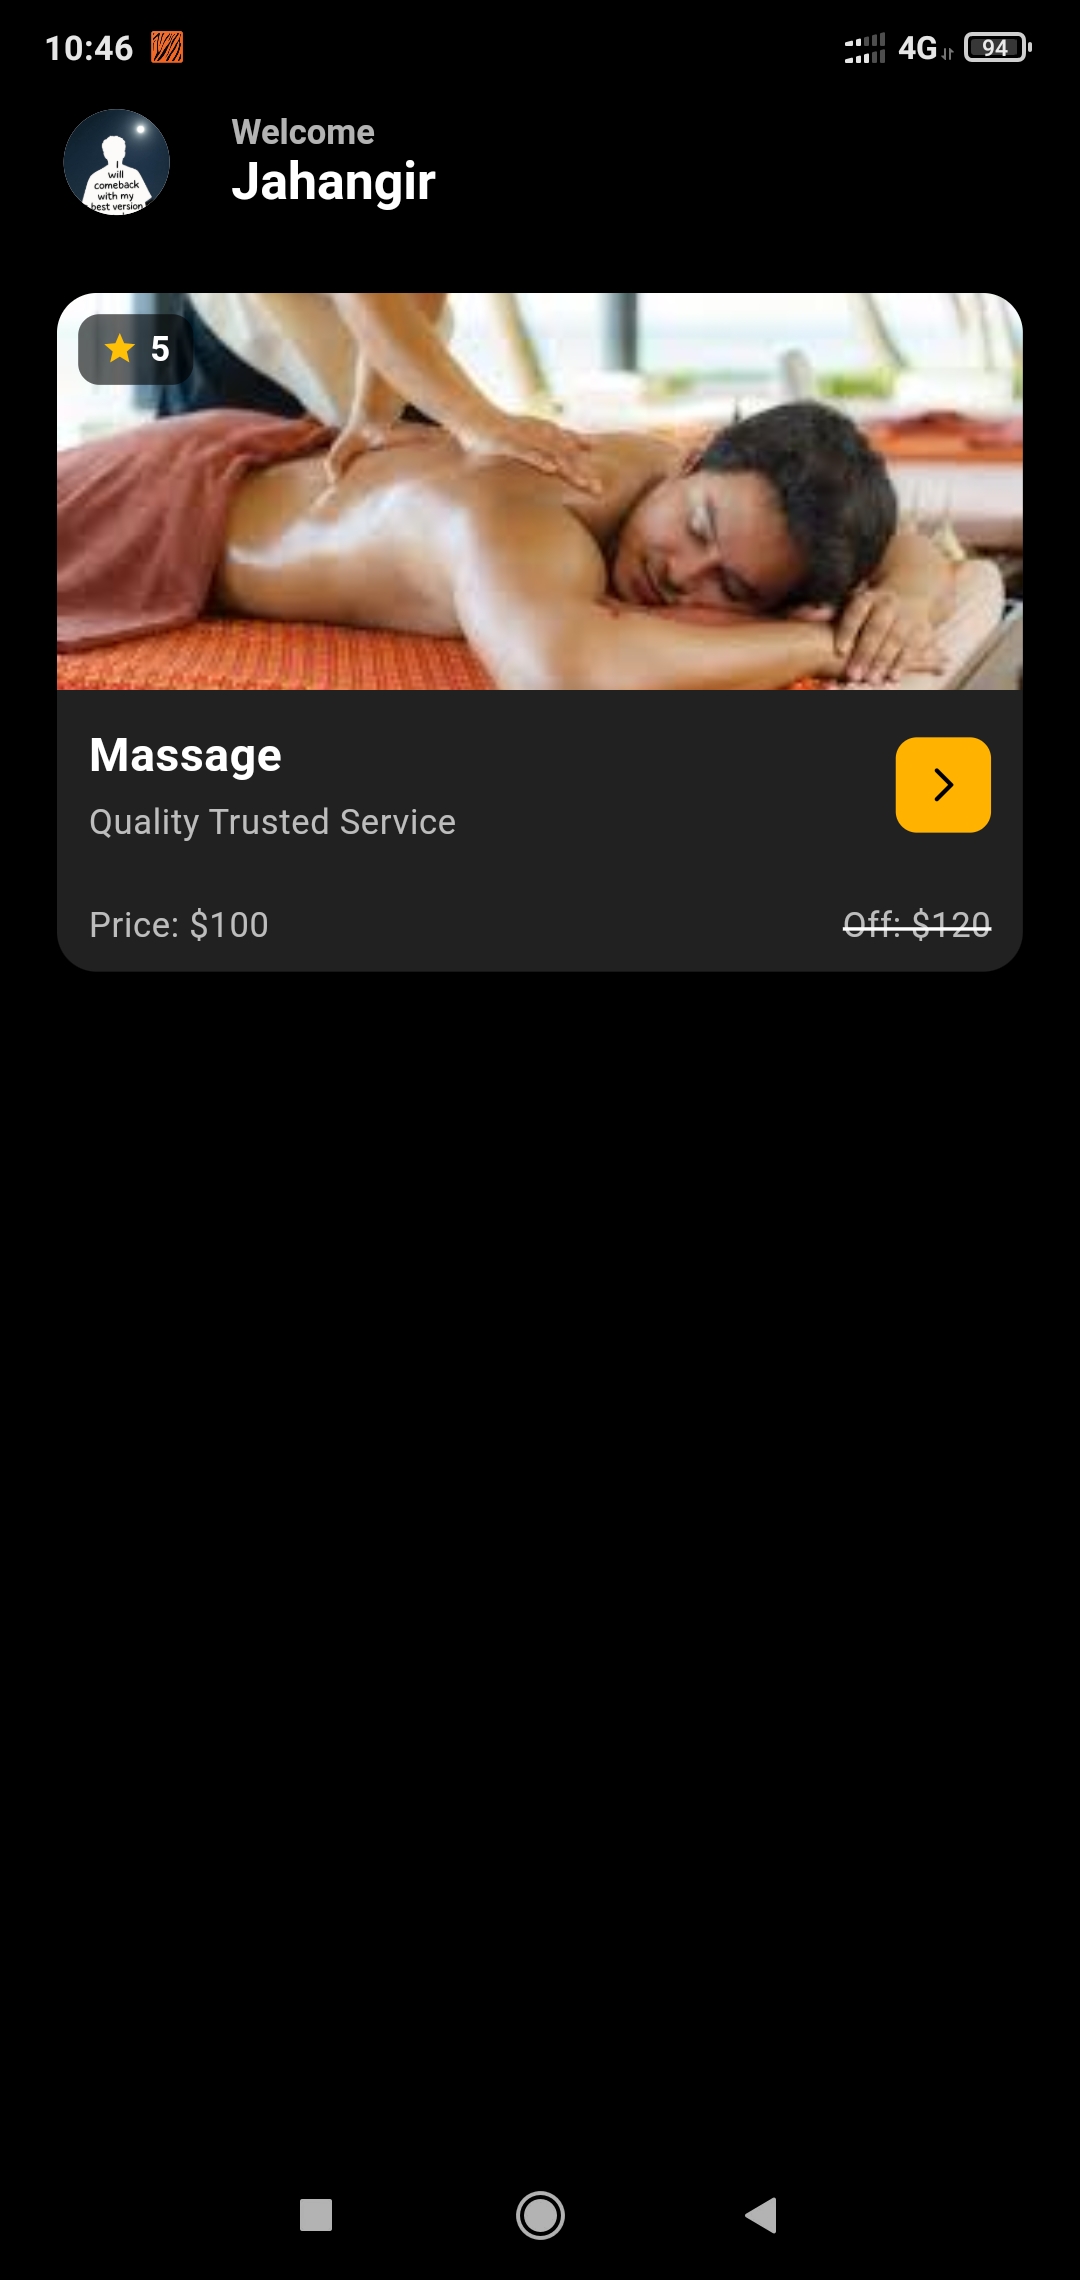 10:46
4G
94
I
will
comeback
with my
best version
Welcome
Jahangir
5
Massage
Quality Trusted Service
Price: $100
Off: $120